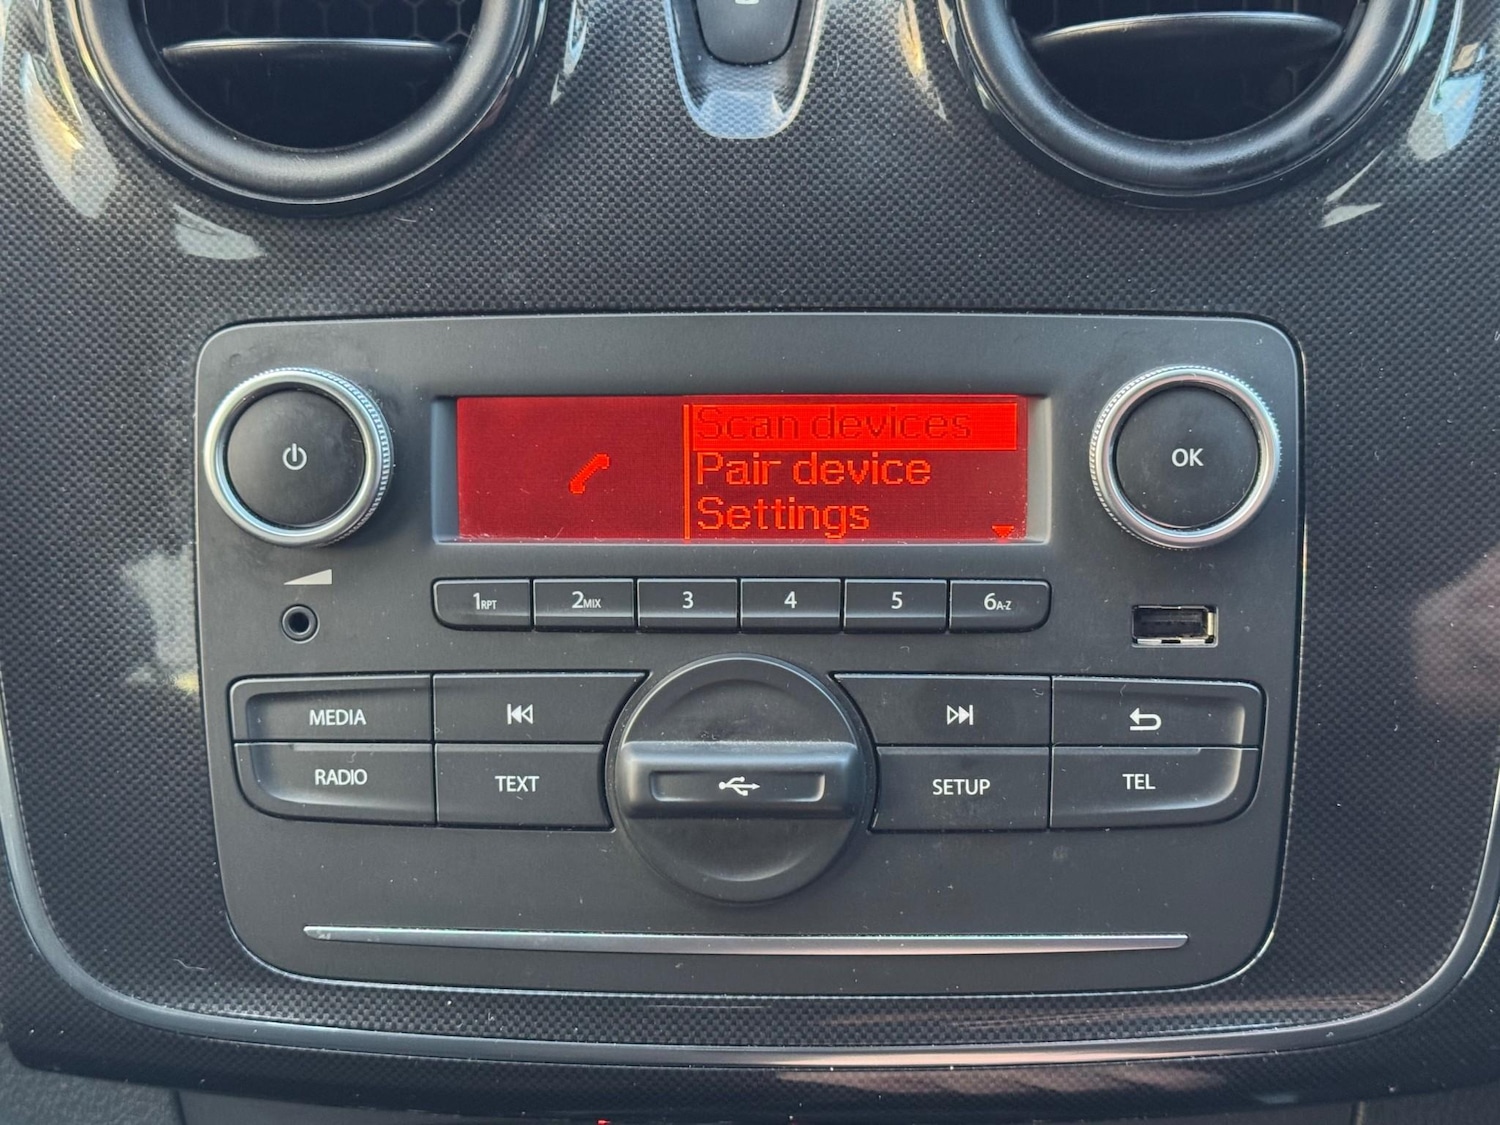 Scan devices
Pair device
Settings
OK
1RPT
2MIX
3
4
5
6A-Z
MEDIA
RADIO
TEXT
SETUP
TEL